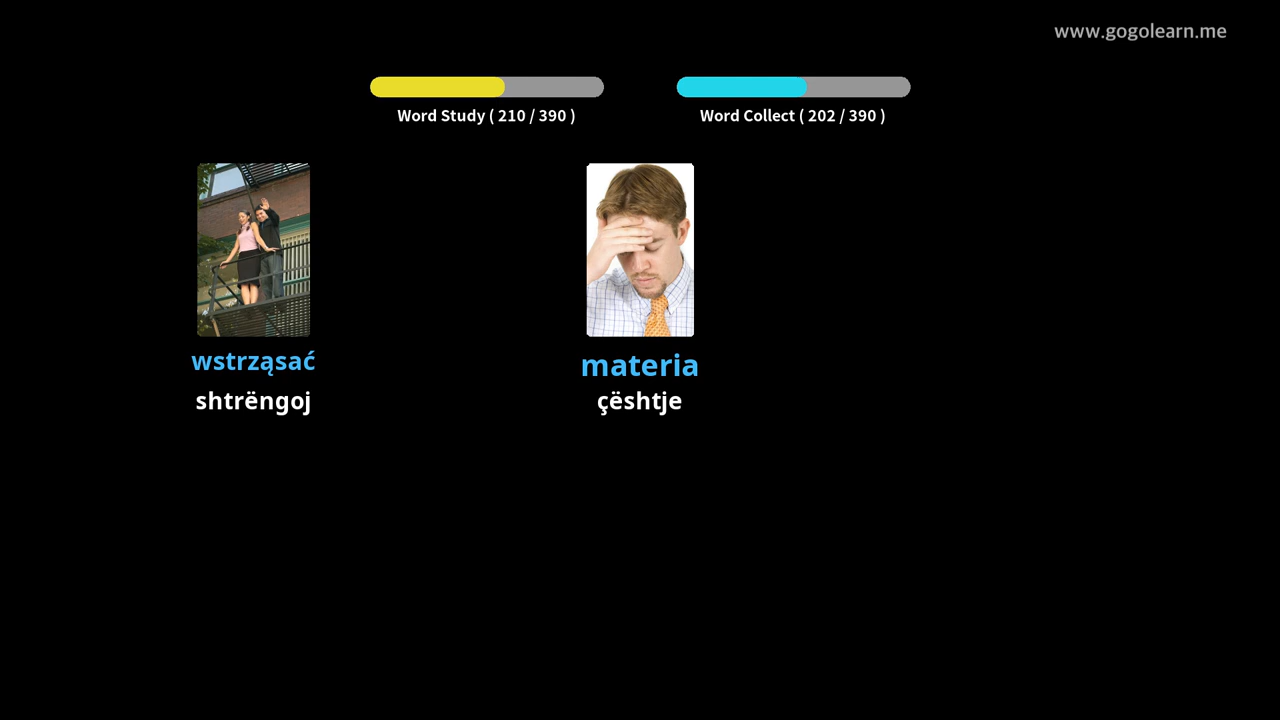 www.gogolearn.me
Word Study ( 210 / 390 )
Word Collect ( 202 / 390 )
wstrząsać
shtrëngoj
materia
çështje